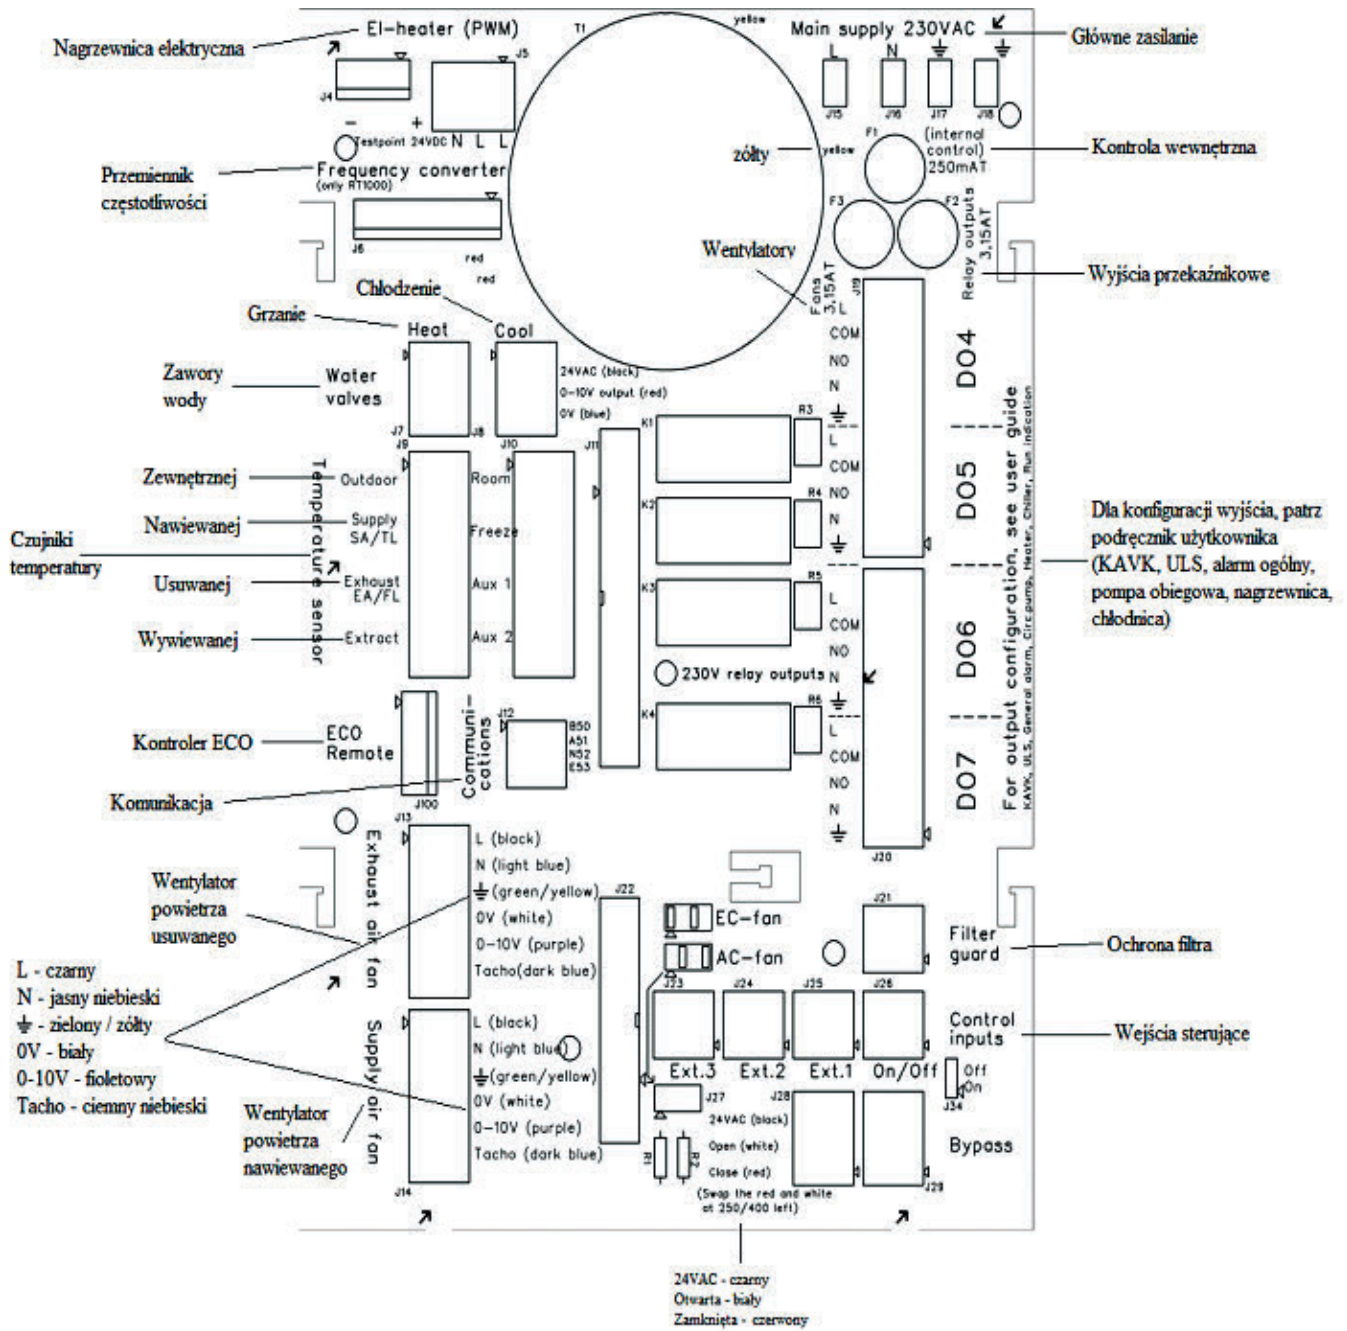 El-heater (PWM)
Nagrzewnica elektryczna
J4
J5
- +
Testpoint 24VDC N L L
Frequency converter
(only RT1000)
Przemiennik
częstotliwości
J6
red
red
T1
yellow
Main supply 230VAC
Główne zasilanie
L N
J15 J16 J17 J18
żółty
yellow
F1
(internal
control)
250mAT
Kontrola wewnętrzna
F3 F2
Relay outputs
3,15AT
Wyjścia przekaźnikowe
Wentylatory
Fans
3,15AT
J19
Chłodzenie
Grzanie
Heat Cool
Zawory
wody
Water
valves
24VAC (black)
0-10V output (red)
0V (blue)
J7 J8
J9 J10 J11
Temperature sensor
Czujniki
temperatury
Zewnętrznej
Outdoor
Room
Nawiewanej
Supply
SA/TL
Freeze
Usuwanej
Exhaust
EA/FL
Aux 1
Wywiewanej
Extract
Aux 2
K1 R3
K2 R4
K3 R5
230V relay outputs
K4 R6
L
COM
NO
N
DO4
L
COM
NO
N
DO5
L
COM
NO
N
DO6
L
COM
NO
N
DO7
J20
For output configuration, see user guide
KAVK, ULS, General alarm, Circ.pump, Heater, Chiller, Run indication
Dla konfiguracji wyjścia, patrz
podręcznik użytkownika
(KAVK, ULS, alarm ogólny,
pompa obiegowa, nagrzewnica,
chłodnica)
Kontroler ECO
ECO
Remote
J100
Komunikacja
Communi-
cations
J12
B50
A51
N52
E53
J13
Exhaust air fan
L (black)
N (light blue)
(green/yellow)
0V (white)
0-10V (purple)
Tacho(dark blue)
Wentylator
powietrza
usuwanego
L - czarny
N - jasny niebieski
⏚ - zielony / żółty
0V - biały
0-10V - fioletowy
Tacho - ciemny niebieski
Supply air fan
L (black)
N (light blue)
(green/yellow)
0V (white)
0-10V (purple)
Tacho (dark blue)
J14
Wentylator
powietrza
nawiewanego
J22
EC-fan
AC-fan
J21
Filter
guard
Ochrona filtra
J23 J24 J25 J26
Control
inputs
Wejścia sterujące
Ext.3 Ext.2 Ext.1 On/Off
Off
On
J34
J27 J28
24VAC (black)
Open (white)
Close (red)
(Swap the red and white
at 250/400 left)
R1 R2
Bypass
J29
24VAC - czarny
Otwarta - biały
Zamknięta - czerwony